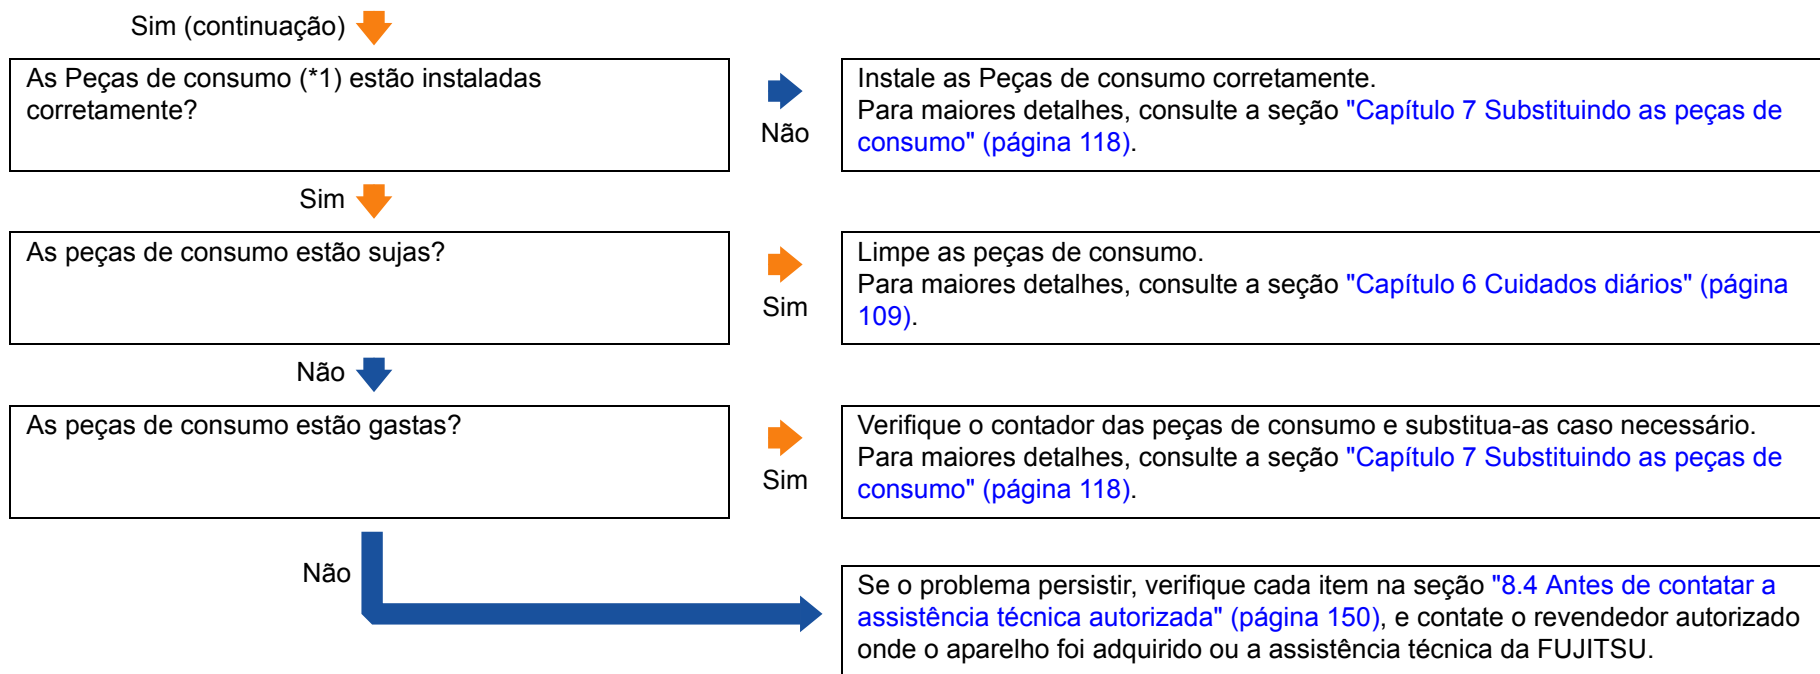 Sim (continuação)
As Peças de consumo (*1) estão instaladas
corretamente?
Não
Instale as Peças de consumo corretamente.
Para maiores detalhes, consulte a seção "Capítulo 7 Substituindo as peças de
consumo" (página 118).
Sim
As peças de consumo estão sujas?
Sim
Limpe as peças de consumo.
Para maiores detalhes, consulte a seção "Capítulo 6 Cuidados diários" (página
109).
Não
As peças de consumo estão gastas?
Sim
Verifique o contador das peças de consumo e substitua-as caso necessário.
Para maiores detalhes, consulte a seção "Capítulo 7 Substituindo as peças de
consumo" (página 118).
Não
Se o problema persistir, verifique cada item na seção "8.4 Antes de contatar a
assistência técnica autorizada" (página 150), e contate o revendedor autorizado
onde o aparelho foi adquirido ou a assistência técnica da FUJITSU.